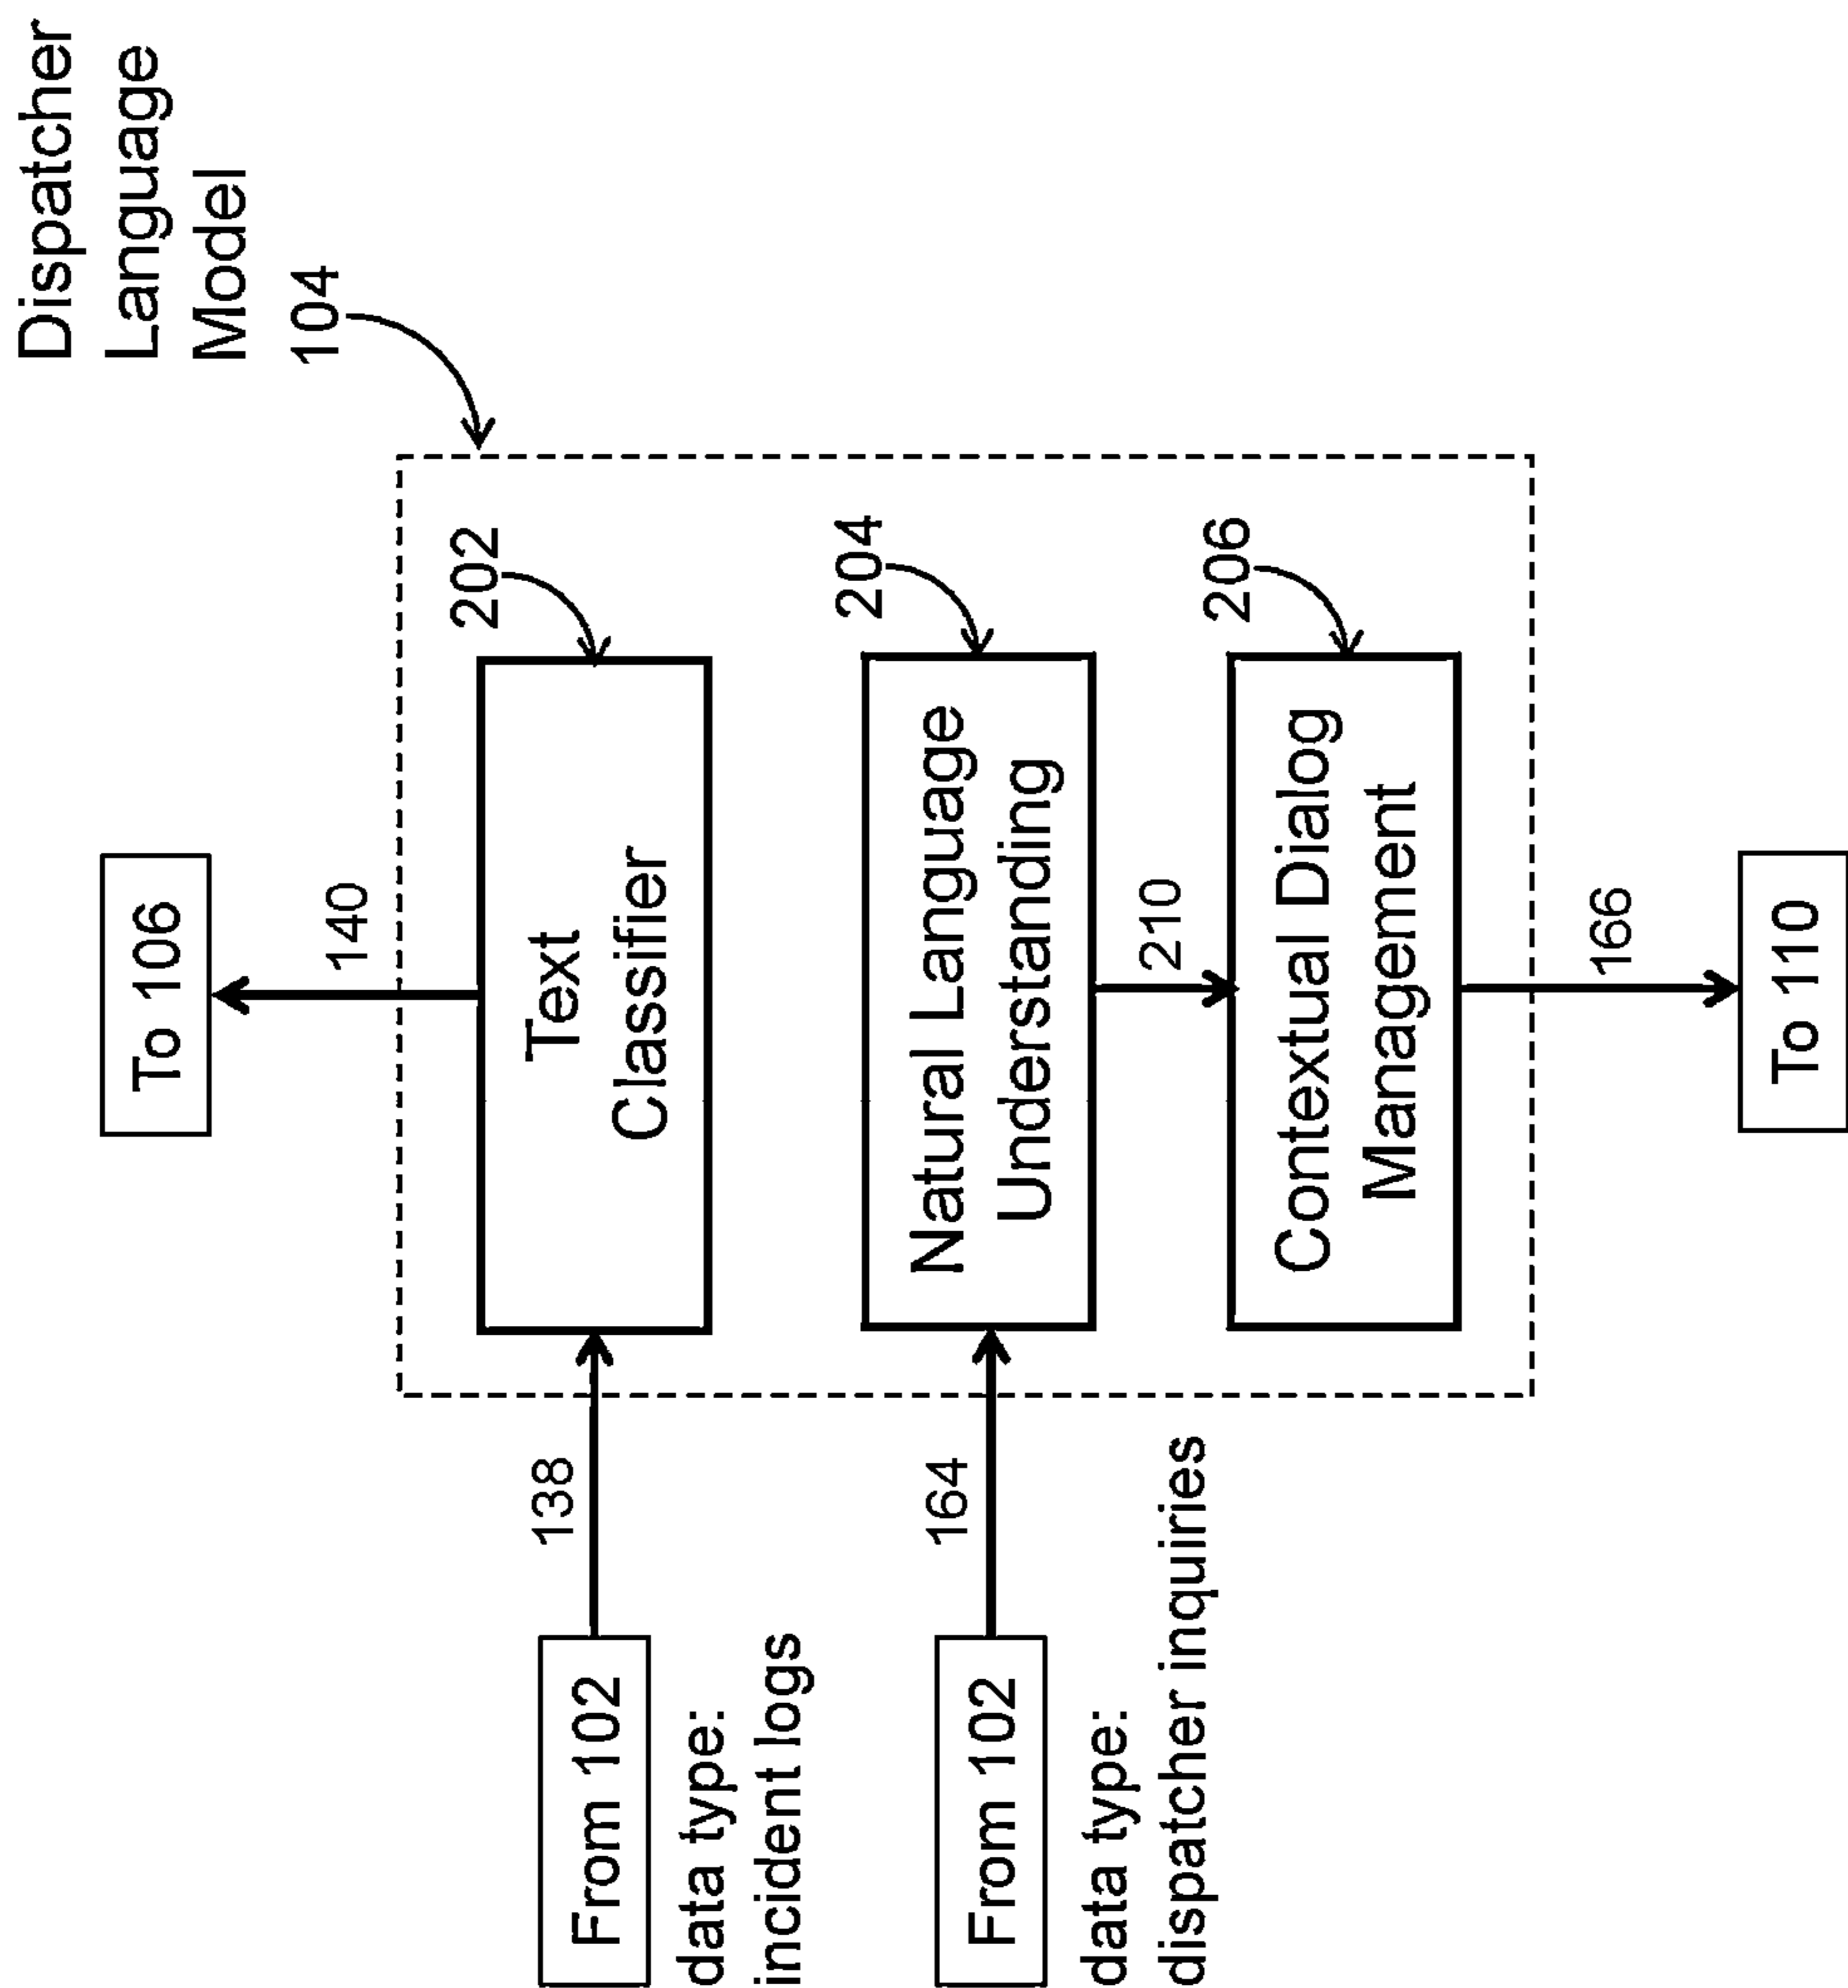 Dispatcher
Language
Model
104
To 106
140
202
Text
Classifier
138
From 102
data type:
incident logs
204
Natural Language
Understanding
164
From 102
data type:
dispatcher inquiries
210
206
Contextual Dialog
Management
166
To 110